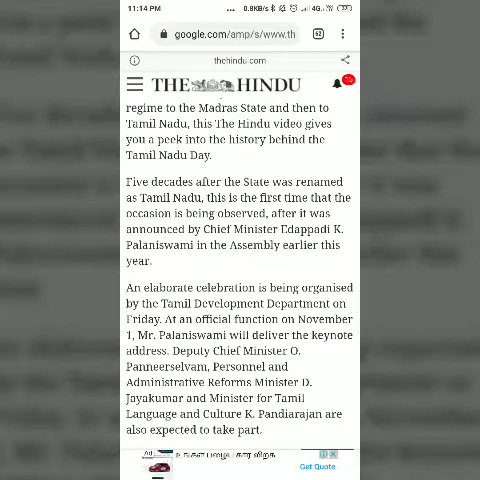 11:14 PM
... 0.8KB/s 4G
google.com/amp/s/www.th
62
thehindu.com
THE HINDU
regime to the Madras State and then to
Tamil Nadu, this The Hindu video gives
you a peek into the history behind the
Tamil Nadu Day.
Five decades after the State was renamed
as Tamil Nadu, this is the first time that the
occasion is being observed, after it was
announced by Chief Minister Edappadi K.
Palaniswami in the Assembly earlier this
year.
An elaborate celebration is being organised
by the Tamil Development Department on
Friday. At an official function on November
1, Mr. Palaniswami will deliver the keynote
address. Deputy Chief Minister O.
Panneerselvam, Personnel and
Administrative Reforms Minister D.
Jayakumar and Minister for Tamil
Language and Culture K. Pandiarajan are
also expected to take part.
Ad
உங்கள் பழைய கார் விற்க
Get Quote